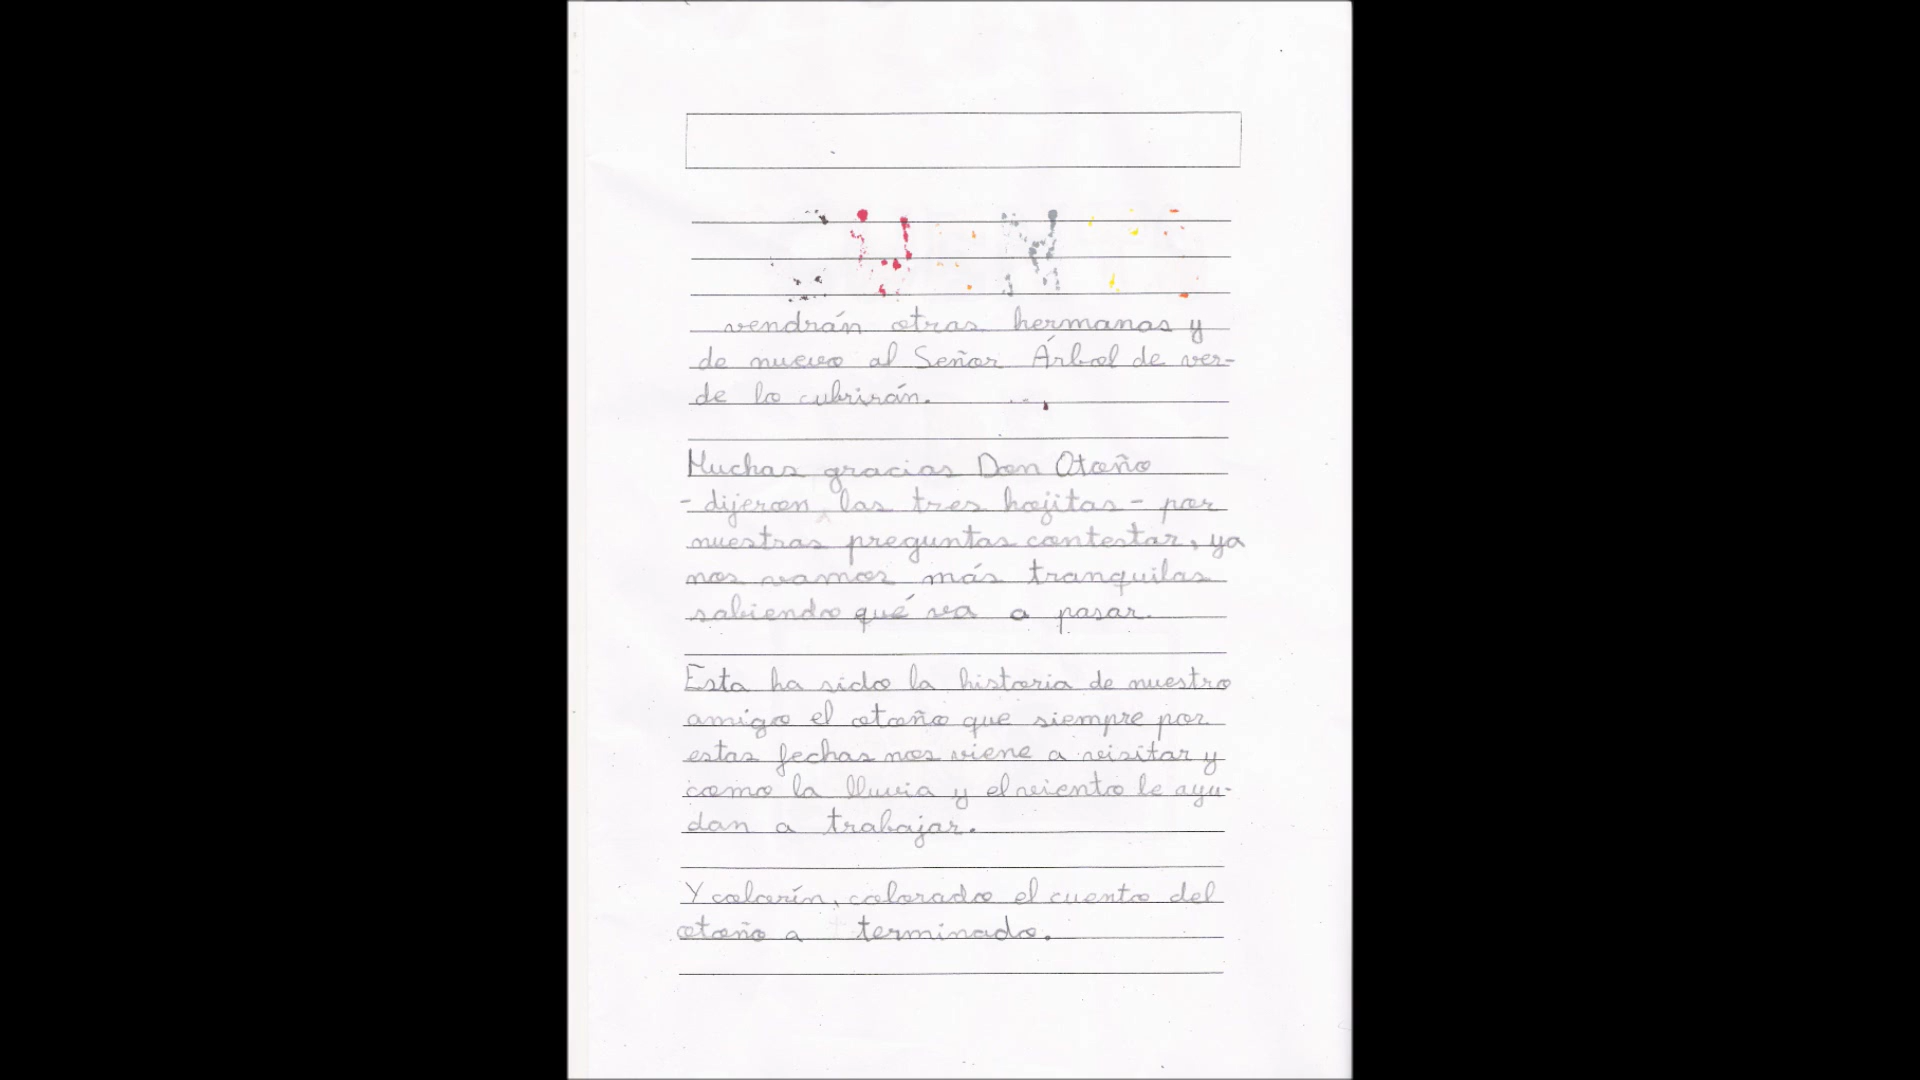 vendrán otras hermanas y
de nuevo al Señor Árbol de ver-
de lo cubrirán.
Muchas gracias Don Otoño
- dijeron las tres hojitas - por
nuestras preguntas contestar, ya
nos vamos más tranquilas
sabiendo qué va a pasar.
Esta ha sido la historia de nuestro
amigo el otoño que siempre por
estas fechas nos viene a visitar y
como la lluvia y el viento le ayu-
dan a trabajar.
Y colorín, colorado el cuento del
otoño a terminado.